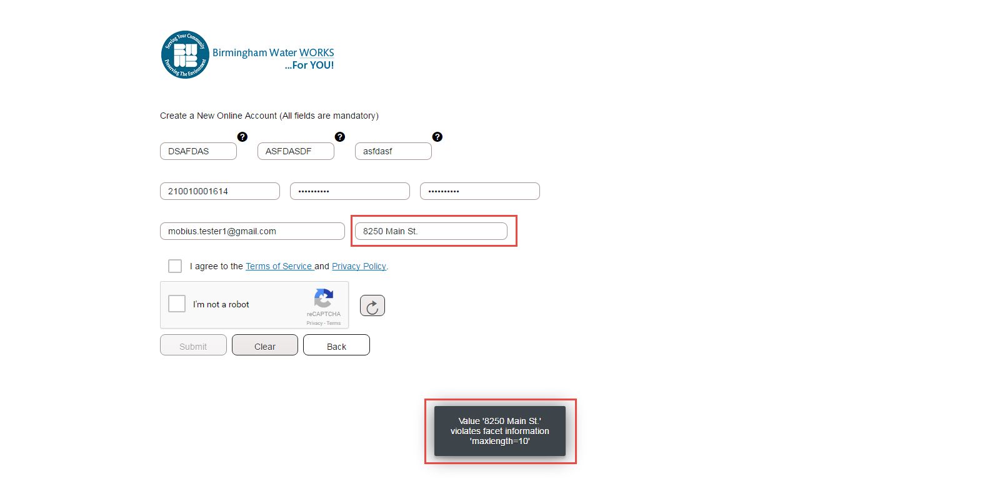 Serving Your Community
Preserving The Environment
Birmingham Water WORKS
...For YOU!
Create a New Online Account (All fields are mandatory)
? ? ?
DSAFDAS ASFDASDF asfdasf
210010001614 •••••••••• ••••••••••
mobius.tester1@gmail.com 8250 Main St.
I agree to the Terms of Service and Privacy Policy.
I'm not a robot
reCAPTCHA
Privacy - Terms
Submit Clear Back
Value '8250 Main St.'
violates facet information
'maxlength=10'